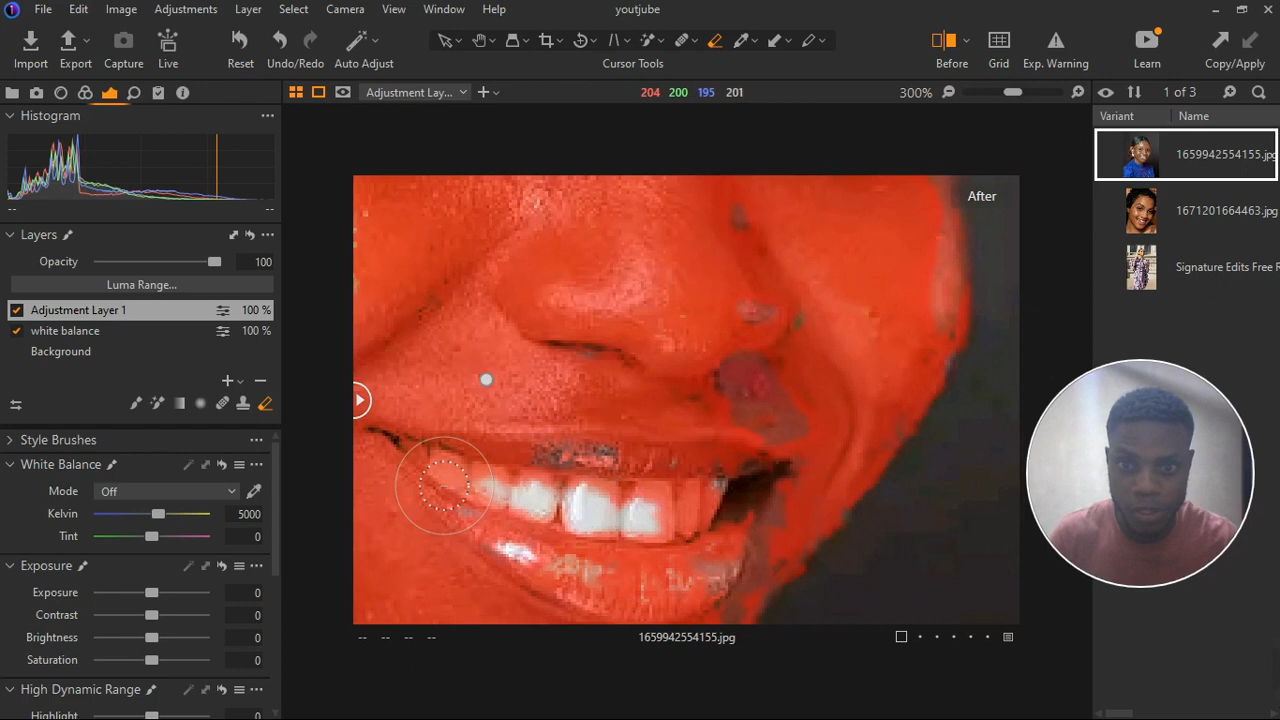 File Edit Image Adjustments Layer Select Camera View Window Help youtjube
Import Export Capture Live Reset Undo/Redo Auto Adjust Cursor Tools Before Grid Exp. Warning Learn Copy/Apply
Adjustment Lay... 204 200 195 201 300% 1 of 3
Histogram
-- --
Layers
Opacity 100
Luma Range...
Adjustment Layer 1 100 %
white balance 100 %
Background
Style Brushes
White Balance
Mode Off
Kelvin 5000
Tint 0
Exposure
Exposure 0
Contrast 0
Brightness 0
Saturation 0
High Dynamic Range
Highlight 0
After
-- -- -- -- 1659942554155.jpg
Variant Name
1659942554155.jpg
1671201664463.jpg
Signature Edits Free R